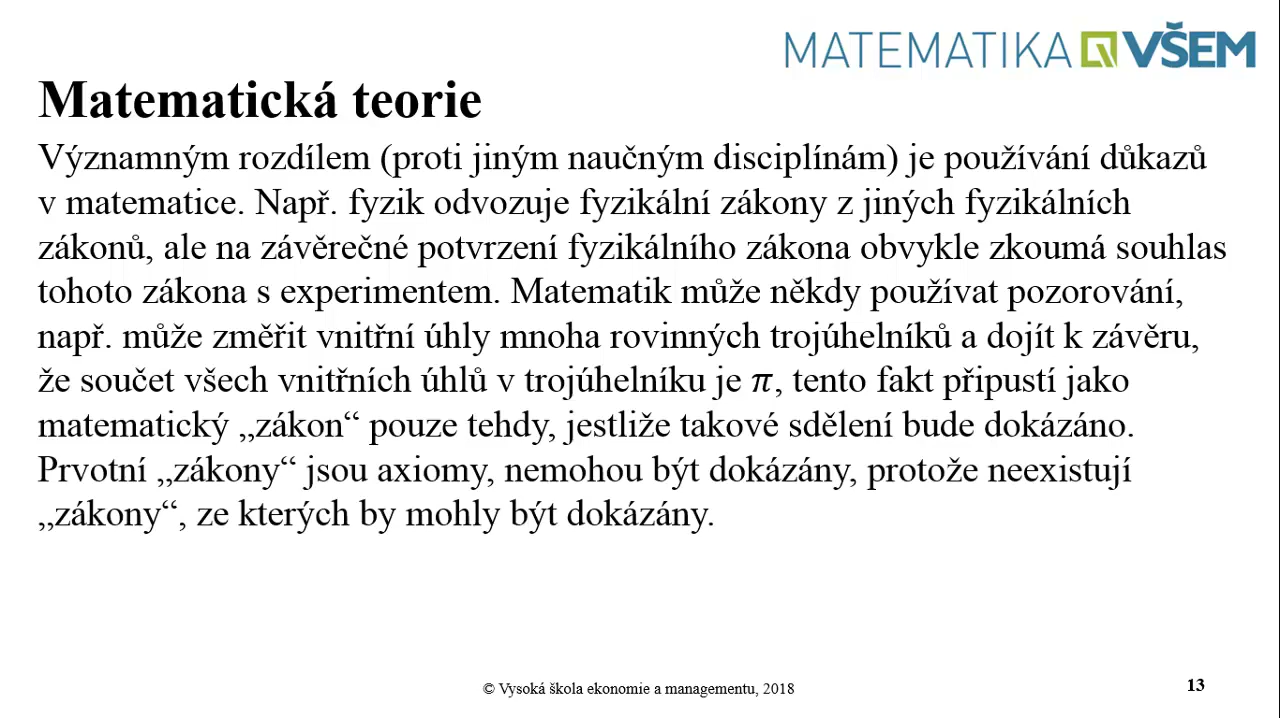 MATEMATIKA VŠEM
Matematická teorie
Významným rozdílem (proti jiným naučným disciplínám) je používání důkazů
v matematice. Např. fyzik odvozuje fyzikální zákony z jiných fyzikálních
zákonů, ale na závěrečné potvrzení fyzikálního zákona obvykle zkoumá souhlas
tohoto zákona s experimentem. Matematik může někdy používat pozorování,
např. může změřit vnitřní úhly mnoha rovinných trojúhelníků a dojít k závěru,
že součet všech vnitřních úhlů v trojúhelníku je 𝜋, tento fakt připustí jako
matematický „zákon“ pouze tehdy, jestliže takové sdělení bude dokázáno.
Prvotní „zákony“ jsou axiomy, nemohou být dokázány, protože neexistují
„zákony“, ze kterých by mohly být dokázány.
© Vysoká škola ekonomie a managementu, 2018
13